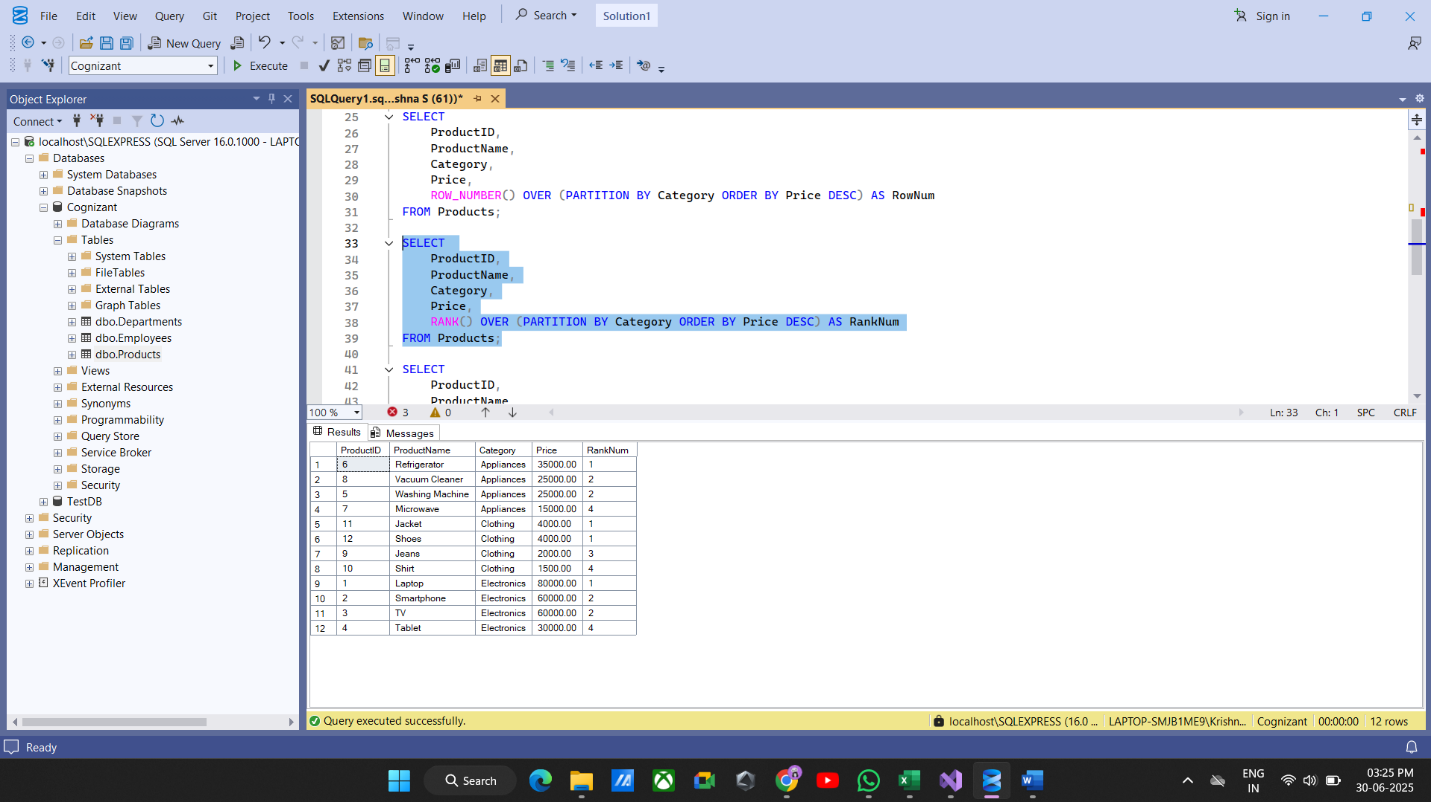 File Edit View Query Git Project Tools Extensions Window Help Search Solution1 Sign in
New Query
Cognizant Execute
Object Explorer
Connect
localhost\SQLEXPRESS (SQL Server 16.0.1000 - LAPTO
Databases
System Databases
Database Snapshots
Cognizant
Database Diagrams
Tables
System Tables
FileTables
External Tables
Graph Tables
dbo.Departments
dbo.Employees
dbo.Products
Views
External Resources
Synonyms
Programmability
Query Store
Service Broker
Storage
Security
TestDB
Security
Server Objects
Replication
Management
XEvent Profiler
SQLQuery1.sq...shna S (61))*
25 SELECT
26 ProductID,
27 ProductName,
28 Category,
29 Price,
30 ROW_NUMBER() OVER (PARTITION BY Category ORDER BY Price DESC) AS RowNum
31 FROM Products;
32
33 SELECT
34 ProductID,
35 ProductName,
36 Category,
37 Price,
38 RANK() OVER (PARTITION BY Category ORDER BY Price DESC) AS RankNum
39 FROM Products;
40
41 SELECT
42 ProductID,
43 ProductName
100 % 3 0 Ln: 33 Ch: 1 SPC CRLF
Results Messages
ProductID ProductName Category Price RankNum
1 6 Refrigerator Appliances 35000.00 1
2 8 Vacuum Cleaner Appliances 25000.00 2
3 5 Washing Machine Appliances 25000.00 2
4 7 Microwave Appliances 15000.00 4
5 11 Jacket Clothing 4000.00 1
6 12 Shoes Clothing 4000.00 1
7 9 Jeans Clothing 2000.00 3
8 10 Shirt Clothing 1500.00 4
9 1 Laptop Electronics 80000.00 1
10 2 Smartphone Electronics 60000.00 2
11 3 TV Electronics 60000.00 2
12 4 Tablet Electronics 30000.00 4
Query executed successfully. localhost\SQLEXPRESS (16.0 ... LAPTOP-SMJB1ME9\Krishn... Cognizant 00:00:00 12 rows
Ready
Search
ENG
IN
03:25 PM
30-06-2025